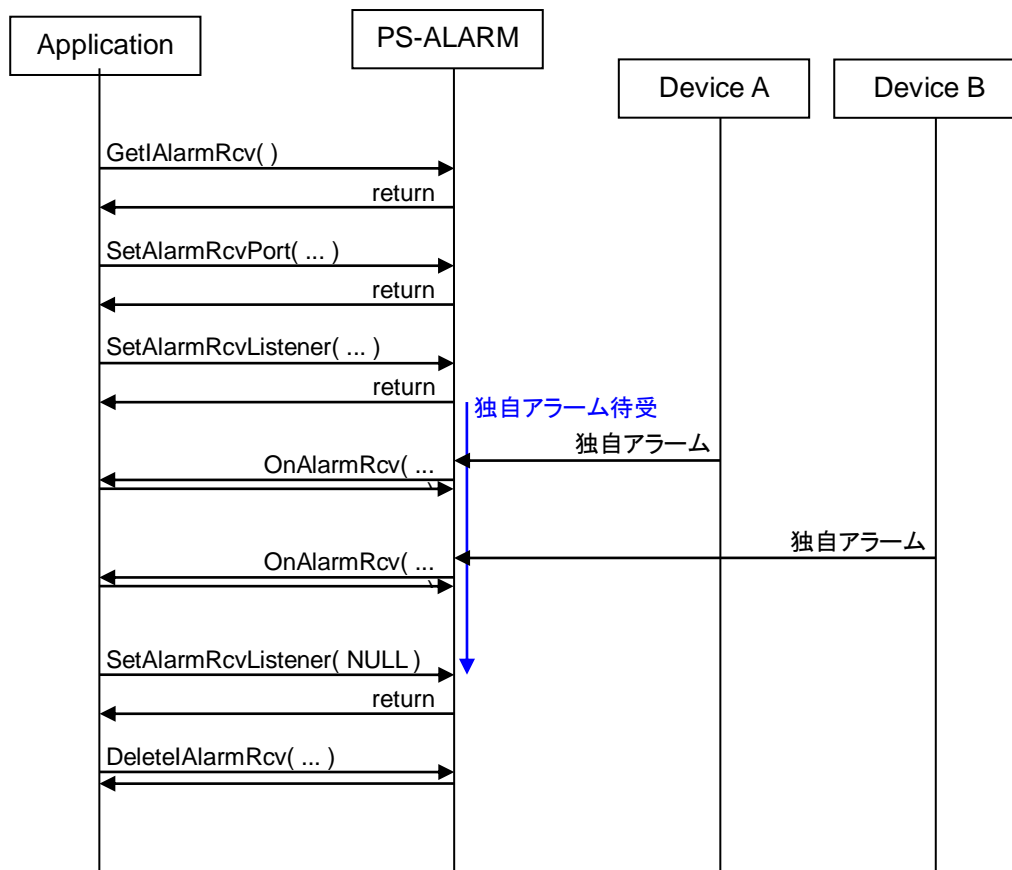 Application
PS-ALARM
Device A
Device B
GetIAlarmRcv( )
return
SetAlarmRcvPort( ... )
return
SetAlarmRcvListener( ... )
return
独自アラーム待受
独自アラーム
OnAlarmRcv( ...
独自アラーム
OnAlarmRcv( ...
SetAlarmRcvListener( NULL )
return
DeleteIAlarmRcv( ... )